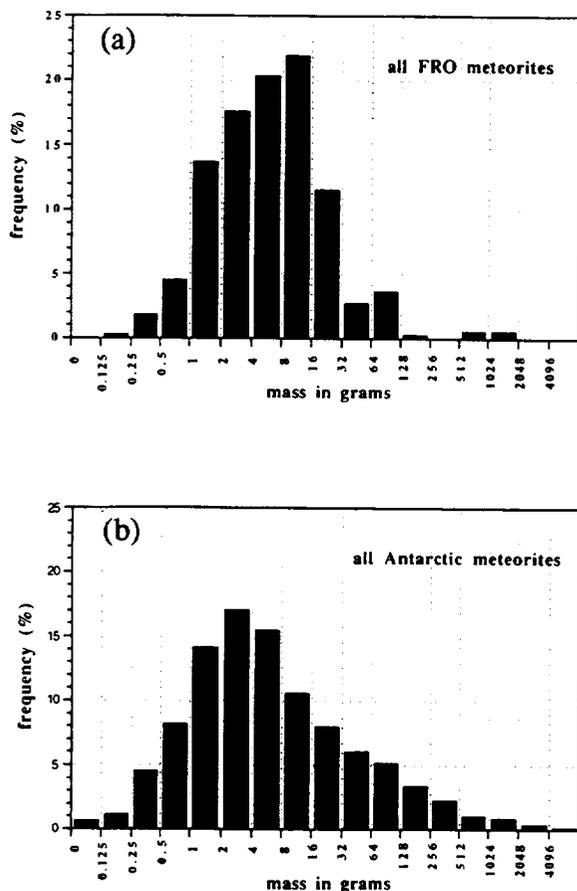 (a)
all FRO meteorites
frequency (%)
25
20
15
10
5
0
0 0.125 0.25 0.5 1 2 4 8 16 32 64 128 256 512 1024 2048 4096
mass in grams
(b)
all Antarctic meteorites
frequency (%)
25
20
15
10
5
0
0 0.125 0.25 0.5 1 2 4 8 16 32 64 128 256 512 1024 2048 4096
mass in grams